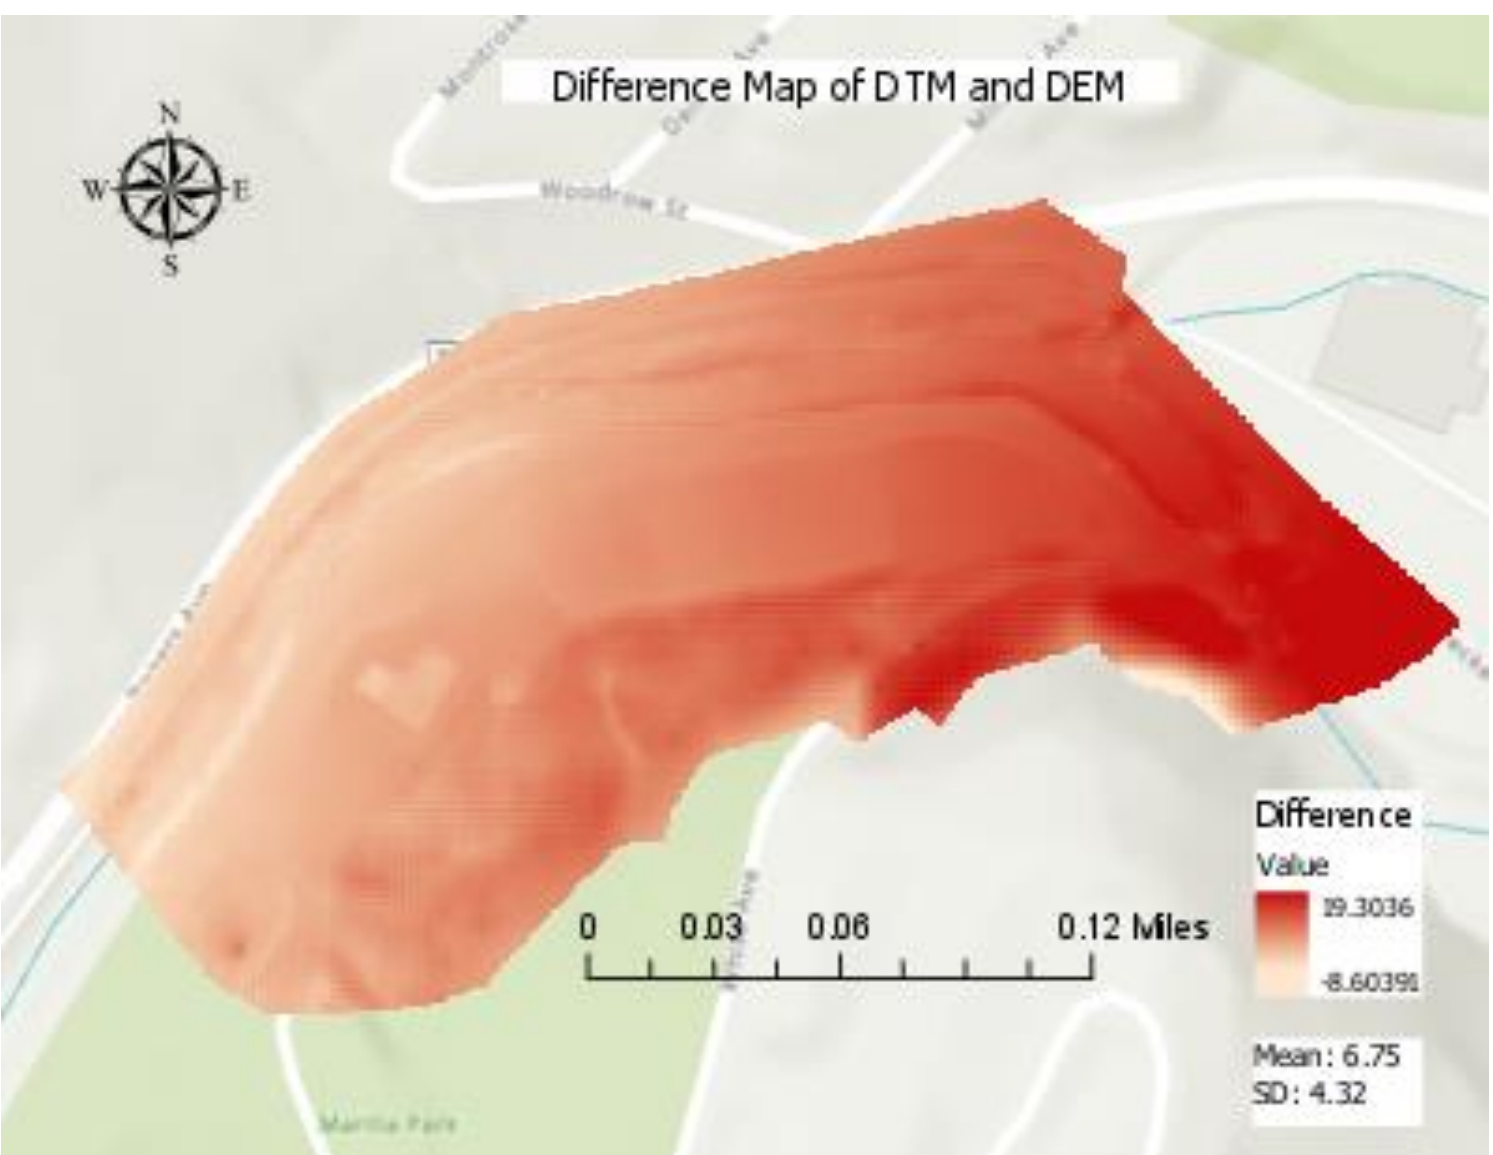 Difference Map of DTM and DEM
N
W E
S
Woodrow St
Difference
Value
19.3036
-8.60391
0 0.03 0.06 0.12 Miles
Mean: 6.75
SD: 4.32